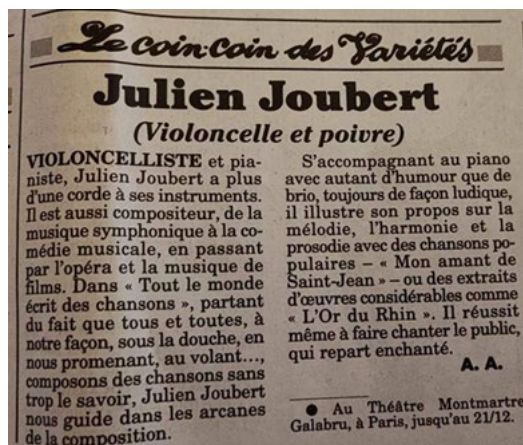 Le coin-coin des Variétés
Julien Joubert
(Violoncelle et poivre)
VIOLONCELLISTE et pia-
niste, Julien Joubert a plus
d'une corde à ses instruments.
Il est aussi compositeur, de la
musique symphonique à la co-
médie musicale, en passant
par l'opéra et la musique de
films. Dans « Tout le monde
écrit des chansons », partant
du fait que tous et toutes, à
notre façon, sous la douche, en
nous promenant, au volant…,
composons des chansons sans
trop le savoir, Julien Joubert
nous guide dans les arcanes
de la composition.
S'accompagnant au piano
avec autant d'humour que de
brio, toujours de façon ludique,
il illustre son propos sur la
mélodie, l'harmonie et la
prosodie avec des chansons po-
pulaires – « Mon amant de
Saint-Jean » – ou des extraits
d'œuvres considérables comme
« L'Or du Rhin ». Il réussit
même à faire chanter le public,
qui repart enchanté.
A. A.
● Au Théâtre Montmartre
Galabru, à Paris, jusqu'au 21/12.